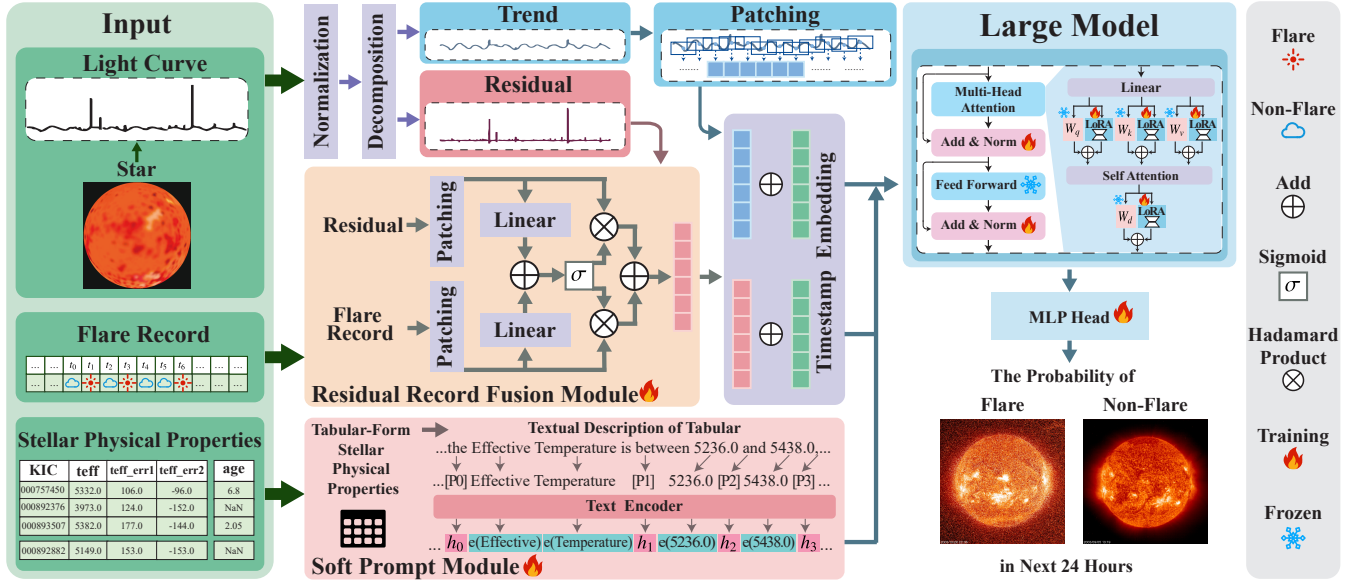 Input
Light Curve
Star
Flare Record
... ... t0 t1 t2 t3 t4 t5 t6 ... ... ...
... ... ... ... ...
Stellar Physical Properties
KIC teff teff_err1 teff_err2 age
000757450 5332.0 106.0 -96.0 6.8
000892376 3973.0 124.0 -152.0 NaN
000893507 5382.0 177.0 -144.0 2.05
000892882 5149.0 153.0 -153.0 NaN
Normalization
Decomposition
Trend
Residual
Patching
........ ........
Residual
Patching
Linear
σ
Flare
Record
Patching
Linear
Residual Record Fusion Module
Timestamp Embedding
Tabular-Form
Stellar
Physical
Properties
Textual Description of Tabular
...the Effective Temperature is between 5236.0 and 5438.0,...
...[P0] Effective Temperature [P1] 5236.0 [P2] 5438.0 [P3] ...
Text Encoder
... h0 e(Effective) e(Temperature) h1 e(5236.0) h2 e(5438.0) h3 ...
Soft Prompt Module
Large Model
Multi-Head
Attention
Add & Norm
Feed Forward
Add & Norm
Linear
Wq LoRA Wk LoRA Wv LoRA
Self Attention
Wd LoRA
MLP Head
The Probability of
Flare Non-Flare
in Next 24 Hours
Flare
Non-Flare
Add
Sigmoid
σ
Hadamard
Product
Training
Frozen